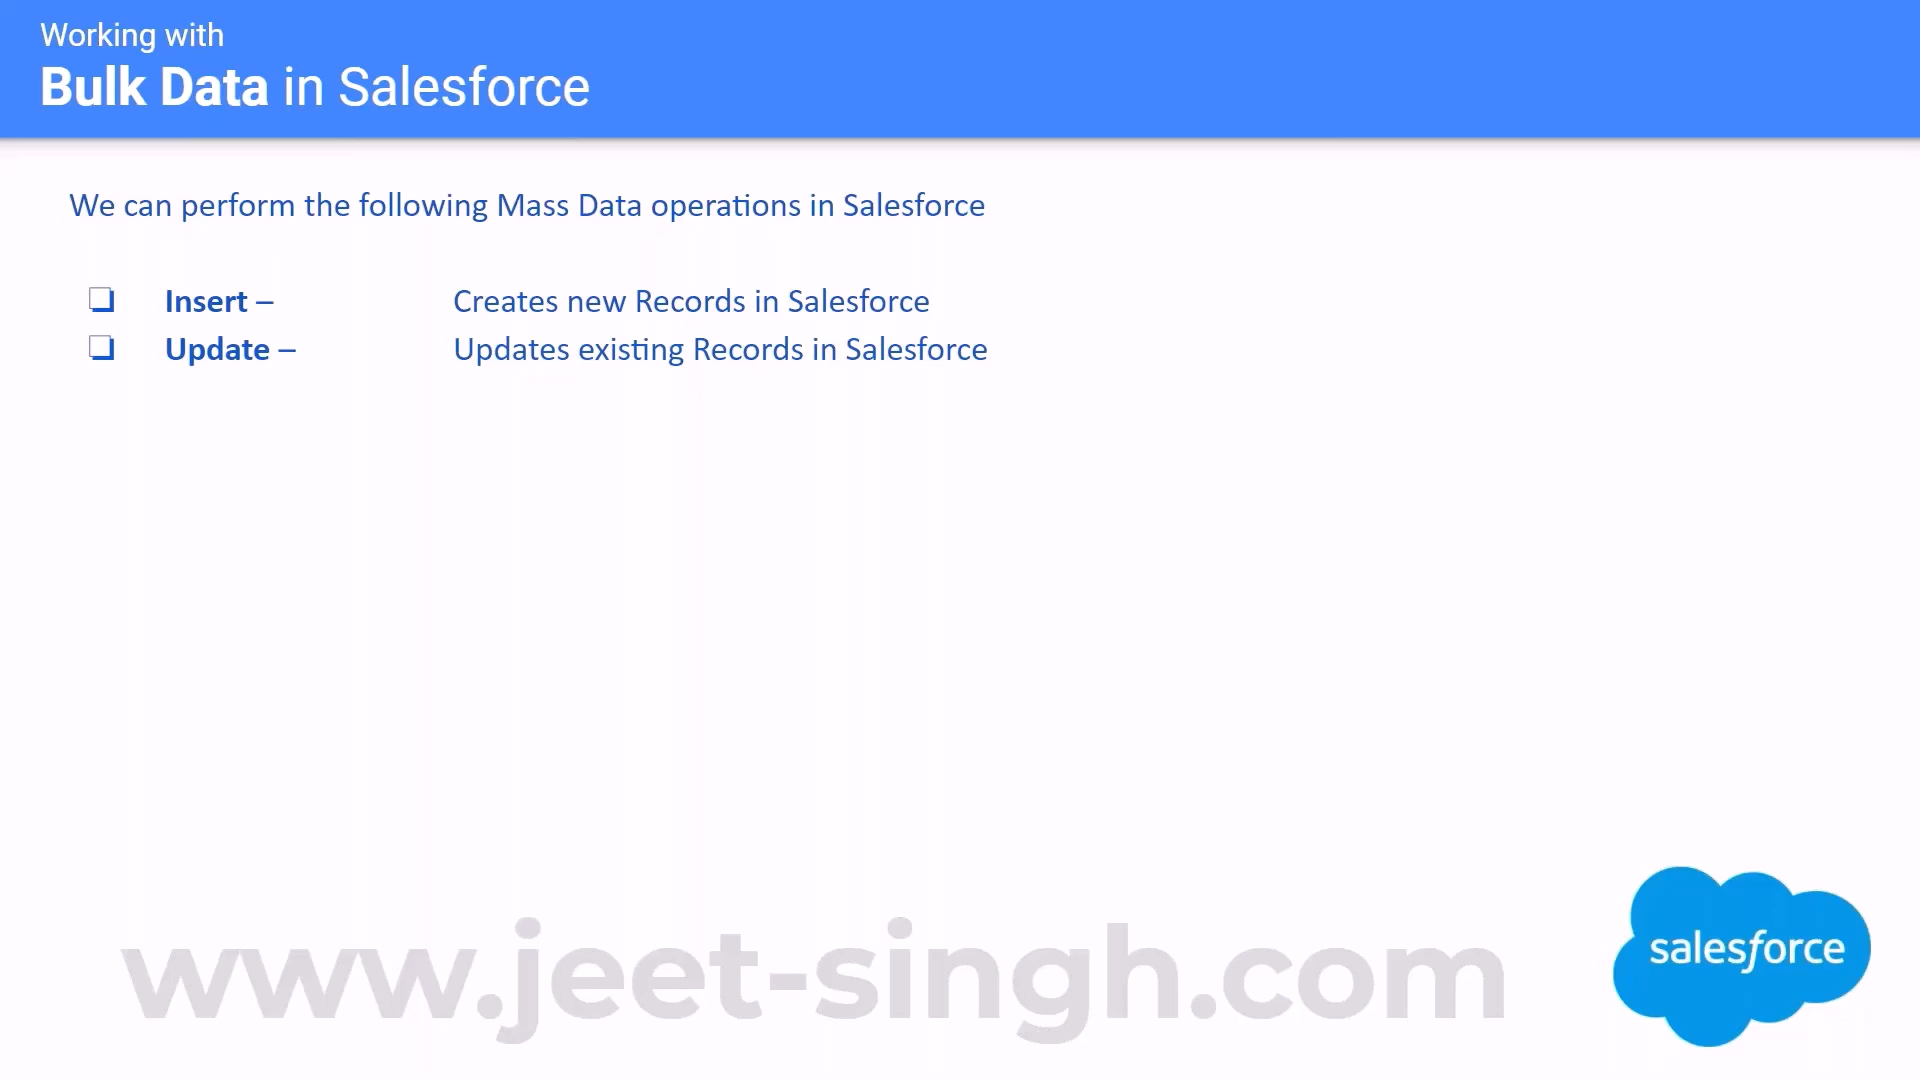 Working with
Bulk Data in Salesforce
We can perform the following Mass Data operations in Salesforce
❏ Insert – Creates new Records in Salesforce
❏ Update – Updates existing Records in Salesforce
www.jeet-singh.com
salesforce